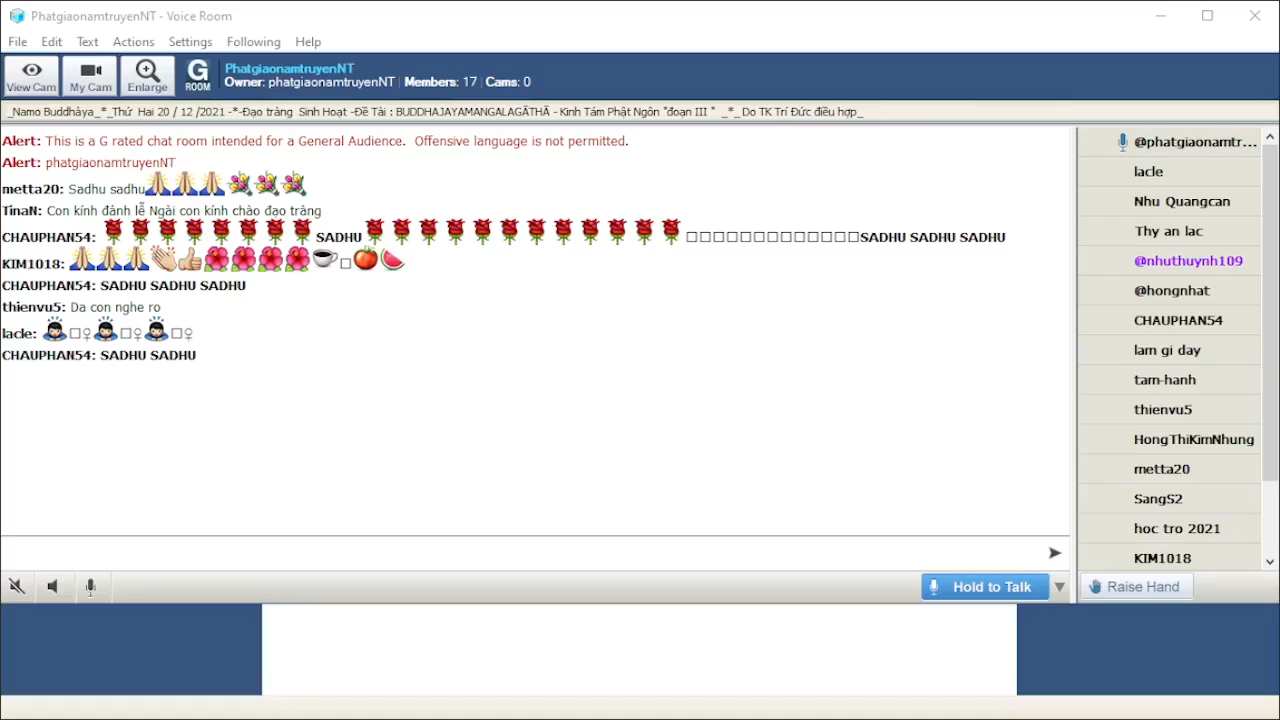 PhatgiaonamtruyenNT - Voice Room
File Edit Text Actions Settings Following Help
View Cam My Cam Enlarge G ROOM
PhatgiaonamtruyenNT
Owner: phatgiaonamtruyenNT | Members: 17 | Cams: 0
_Namo Buddhàya_*_Thứ Hai 20 / 12 /2021 -*-Đạo tràng Sinh Hoạt -Đề Tài : BUDDHAJAYAMANGALAGĀTHĀ - Kinh Tám Phật Ngôn "đoạn III " _*_ Do TK Trí Đức điều hợp_
Alert: This is a G rated chat room intended for a General Audience. Offensive language is not permitted.
Alert: phatgiaonamtruyenNT
metta20: Sadhu sadhu
TinaN: Con kính đảnh lễ Ngài con kính chào đạo tràng
CHAUPHAN54: SADHU SADHU SADHU SADHU
KIM1018:
CHAUPHAN54: SADHU SADHU SADHU
thienvu5: Da con nghe ro
lacle:
CHAUPHAN54: SADHU SADHU
@phatgiaonamtr...
lacle
Nhu Quangcan
Thy an lac
@nhuthuynh109
@hongnhat
CHAUPHAN54
lam gi day
tam-hanh
thienvu5
HongThiKimNhung
metta20
SangS2
hoc tro 2021
KIM1018
Hold to Talk
Raise Hand